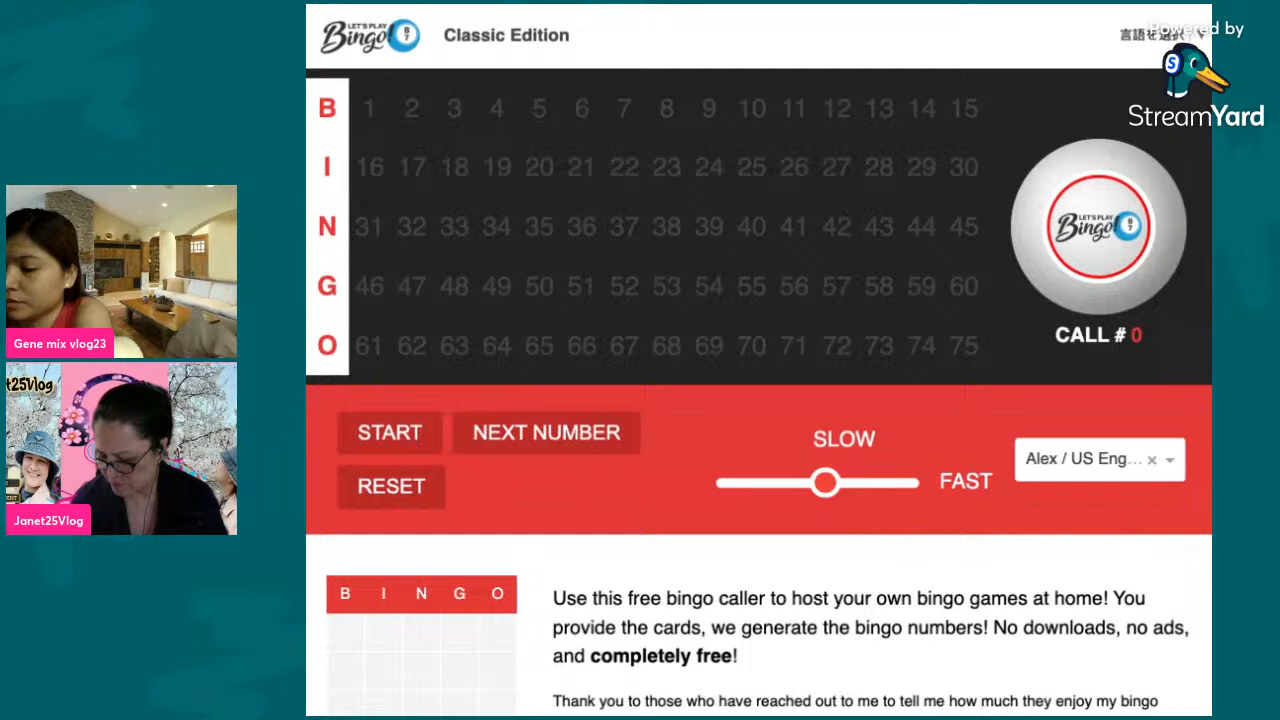 LET'S PLAY
Bingo!
B
7
Classic Edition
Powered by
言語を選択
S
StreamYard
B 1 2 3 4 5 6 7 8 9 10 11 12 13 14 15
I 16 17 18 19 20 21 22 23 24 25 26 27 28 29 30
N 31 32 33 34 35 36 37 38 39 40 41 42 43 44 45
G 46 47 48 49 50 51 52 53 54 55 56 57 58 59 60
O 61 62 63 64 65 66 67 68 69 70 71 72 73 74 75
LET'S PLAY
Bingo!
B
7
CALL # 0
Gene mix vlog23
t25Vlog
Janet25Vlog
START NEXT NUMBER
RESET
SLOW
FAST
Alex / US Eng...
B I N G O
Use this free bingo caller to host your own bingo games at home! You
provide the cards, we generate the bingo numbers! No downloads, no ads,
and completely free!
Thank you to those who have reached out to me to tell me how much they enjoy my bingo